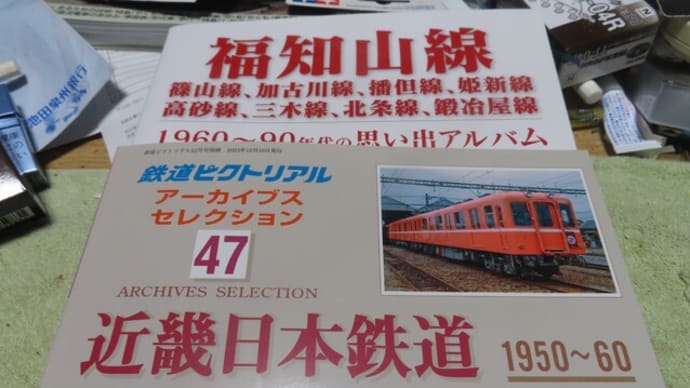 福知山線
篠山線、加古川線、播但線、姫新線
高砂線、三木線、北条線、鍛冶屋線
1960～90年代の思い出アルバム
鉄道ピクトリアル
アーカイブス
セレクション
47
ARCHIVES SELECTION
近畿日本鉄道
1950～60